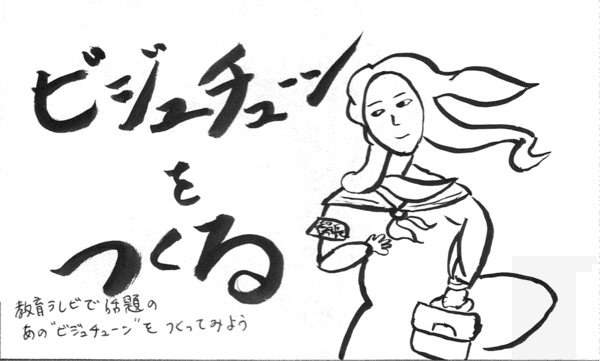 ビジュチューン
を
つくる
教育テレビで話題の
あの"ビジュチューン"を つくってみよう